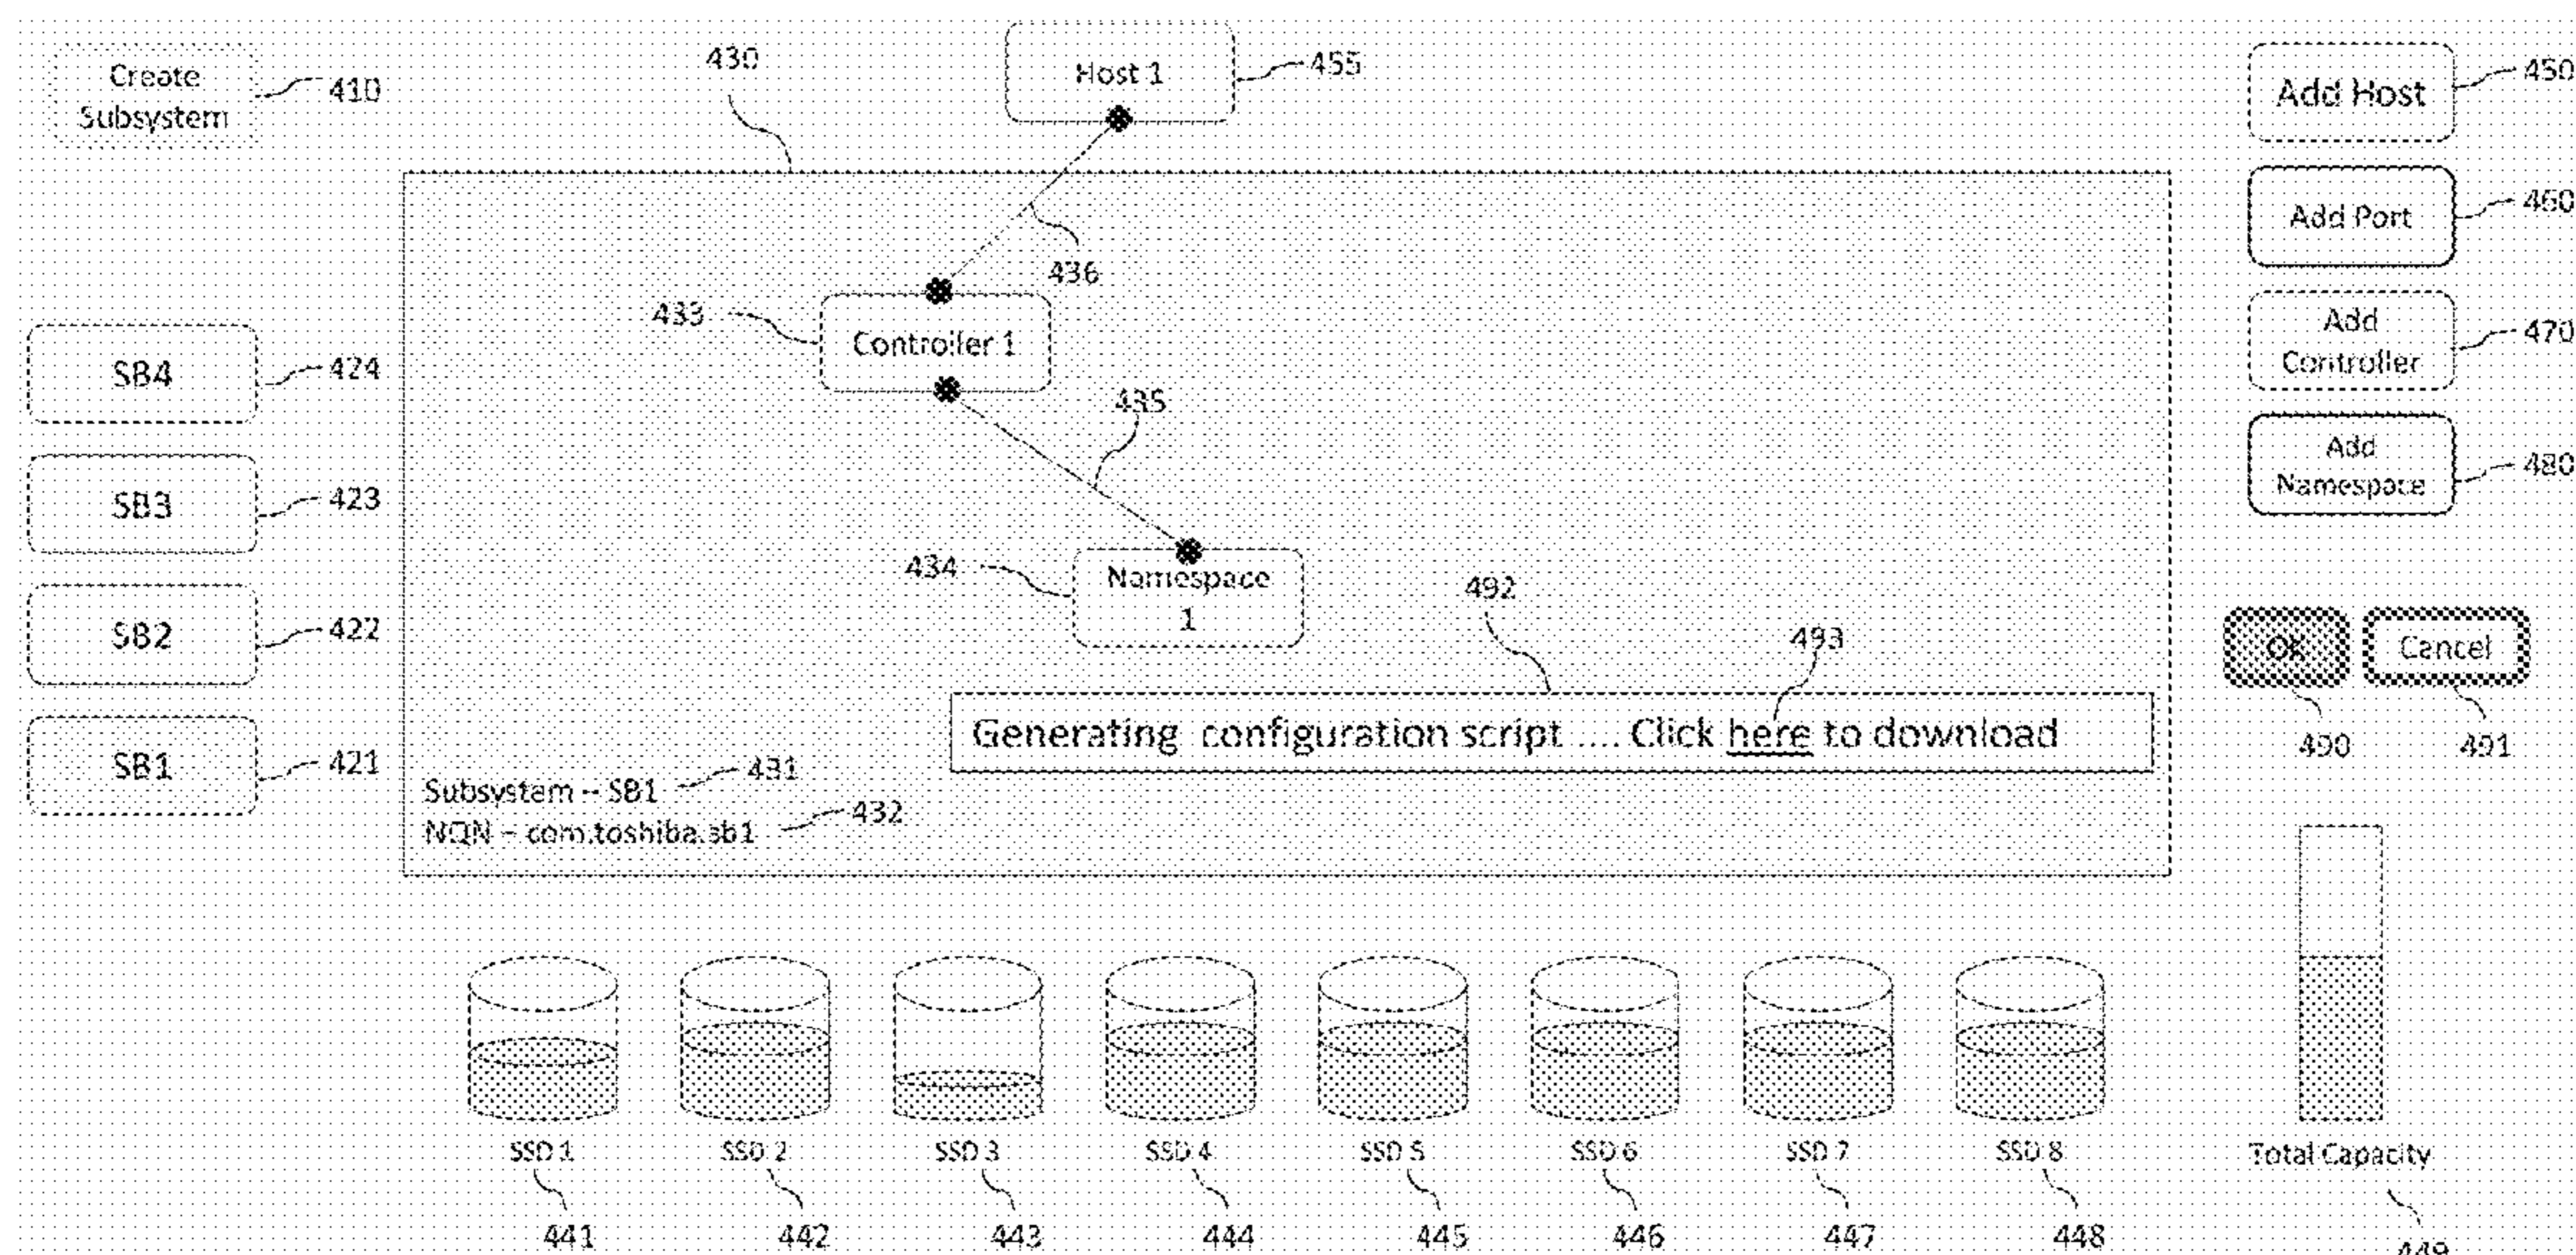 Create
Subsystem
410
430
Host 1
455
Add Host
450
Add Port
460
436
433
Controller 1
Add
Controller
470
SB4
424
435
Add
Namespace
480
SB3
423
434
Namespace
1
492
493
SB2
422
OK
Cancel
490
491
Generating configuration script .... Click here to download
SB1
421
Subsystem – SB1
431
NQN – com.toshiba.sb1
432
SSD 1
SSD 2
SSD 3
SSD 4
SSD 5
SSD 6
SSD 7
SSD 8
Total Capacity
441
442
443
444
445
446
447
448
449